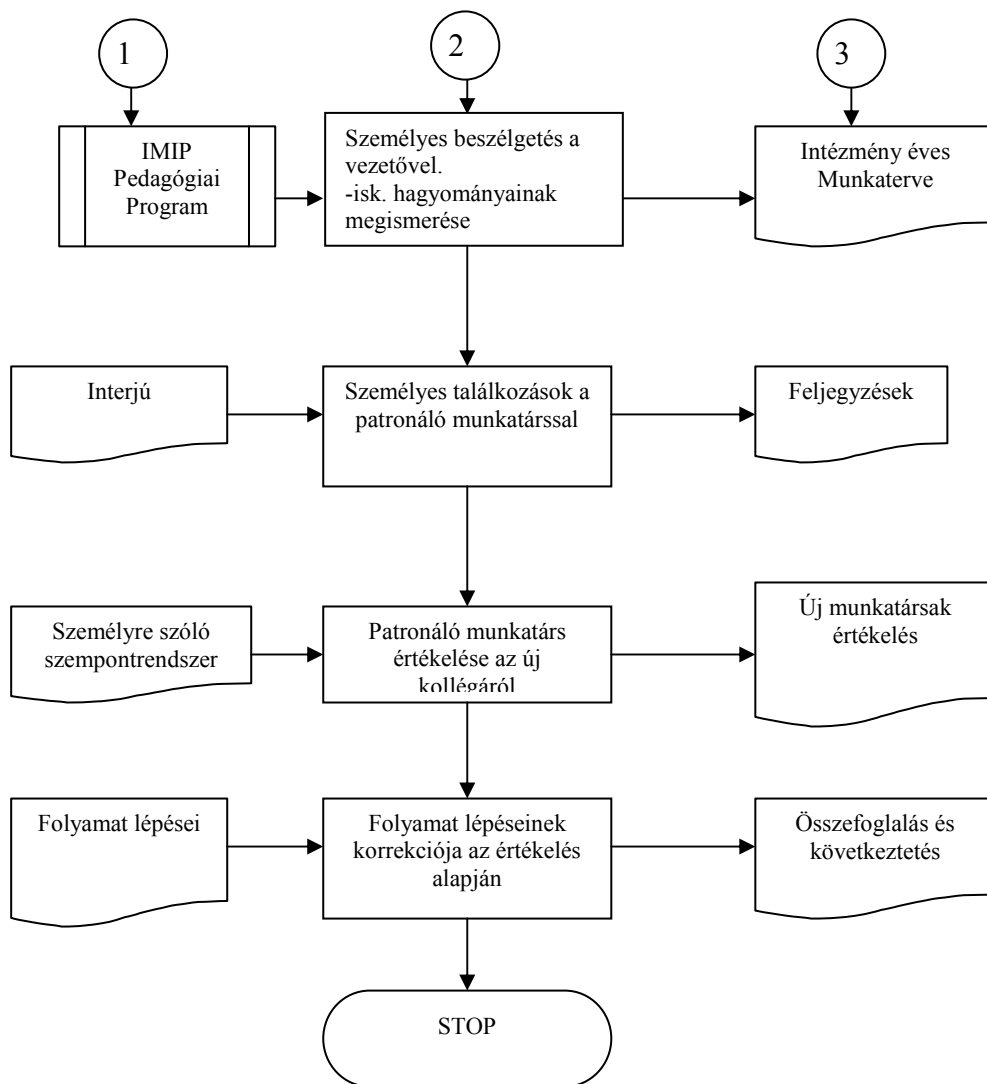 1
2
3
IMIP
Pedagógiai
Program
Személyes beszélgetés a
vezetővel.
-isk. hagyományainak
megismerése
Intézmény éves
Munkaterve
Interjú
Személyes találkozások a
patronáló munkatárssal
Feljegyzések
Személyre szóló
szempontrendszer
Patronáló munkatárs
értékelése az új
kollégáról
Új munkatársak
értékelés
Folyamat lépései
Folyamat lépéseinek
korrekciója az értékelés
alapján
Összefoglalás és
következtetés
STOP